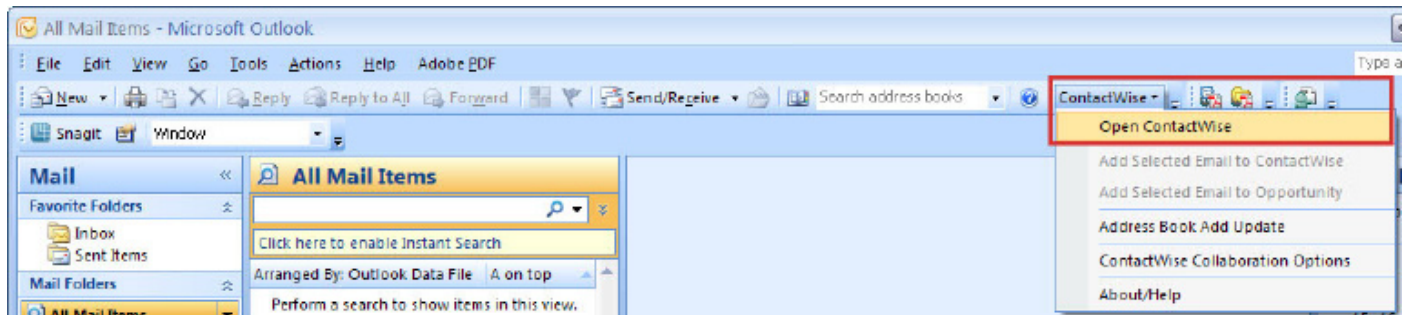 All Mail Items - Microsoft Outlook
File Edit View Go Tools Actions Help Adobe PDF
Type a
New Reply Reply to All Forward Send/Receive Search address books ContactWise
Snagit Window
Open ContactWise
Add Selected Email to ContactWise
Add Selected Email to Opportunity
Address Book Add Update
ContactWise Collaboration Options
About/Help
Mail
Favorite Folders
Inbox
Sent Items
Mail Folders
All Mail Items
All Mail Items
Click here to enable Instant Search
Arranged By: Outlook Data File A on top
Perform a search to show items in this view.